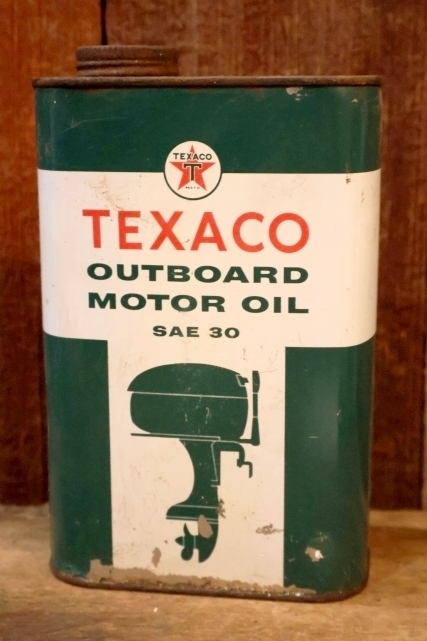 TEXACO
T
TEXACO
OUTBOARD
MOTOR OIL
SAE 30